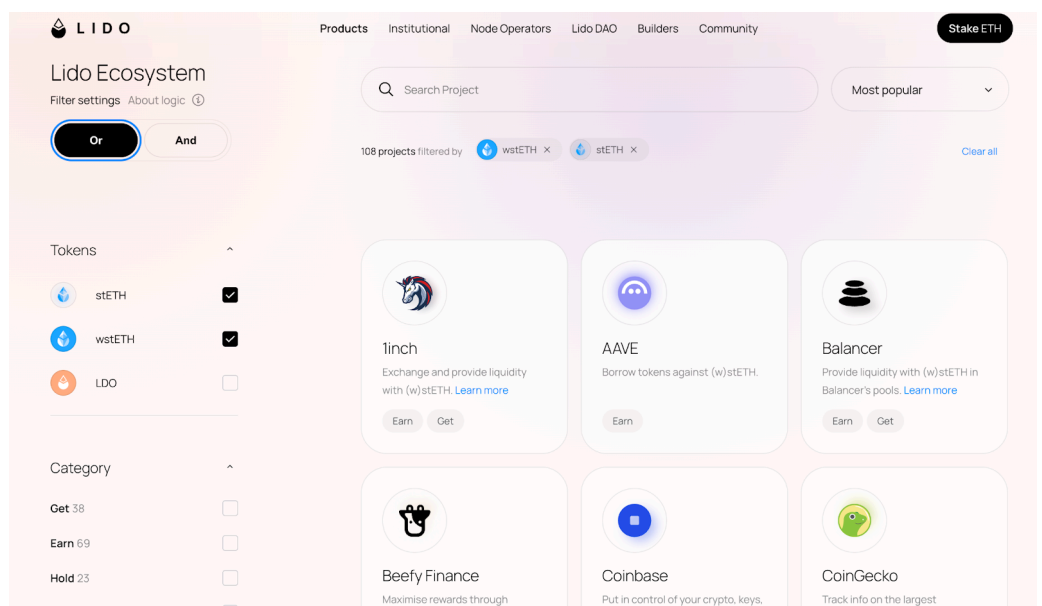 LIDO
Products Institutional Node Operators Lido DAO Builders Community
Stake ETH
Lido Ecosystem
Filter settings About logic
Or And
Search Project
Most popular
108 projects filtered by wstETH × stETH ×
Clear all
Tokens
stETH
wstETH
LDO
Category
Get 38
Earn 69
Hold 23
1inch
Exchange and provide liquidity
with (w)stETH. Learn more
Earn Get
AAVE
Borrow tokens against (w)stETH.
Earn
Balancer
Provide liquidity with (w)stETH in
Balancer's pools. Learn more
Earn Get
Beefy Finance
Maximise rewards through
Coinbase
Put in control of your crypto, keys,
CoinGecko
Track info on the largest